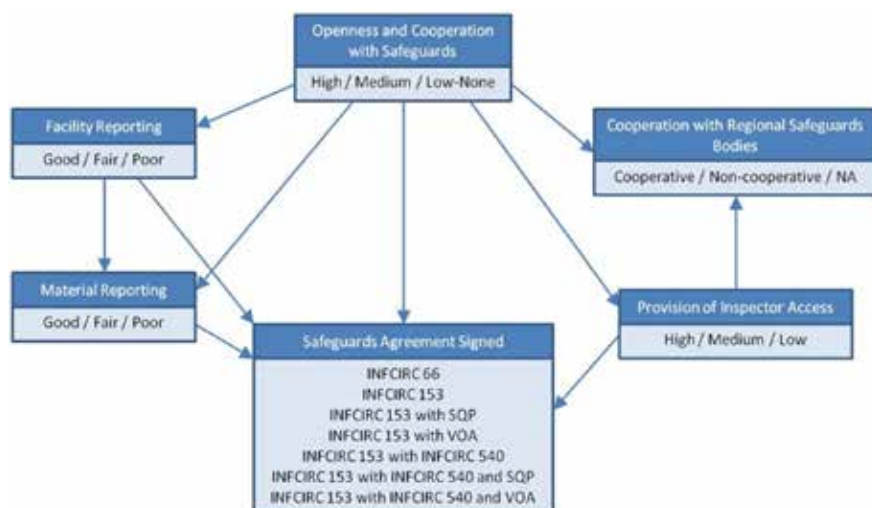 Openness and Cooperation
with Safeguards
High / Medium / Low-None
Facility Reporting
Good / Fair / Poor
Cooperation with Regional Safeguards
Bodies
Cooperative / Non-cooperative / NA
Material Reporting
Good / Fair / Poor
Provision of Inspector Access
High / Medium / Low
Safeguards Agreement Signed
INFCIRC 66
INFCIRC 153
INFCIRC 153 with SQP
INFCIRC 153 with VOA
INFCIRC 153 with INFCIRC 540
INFCIRC 153 with INFCIRC 540 and SQP
INFCIRC 153 with INFCIRC 540 and VOA